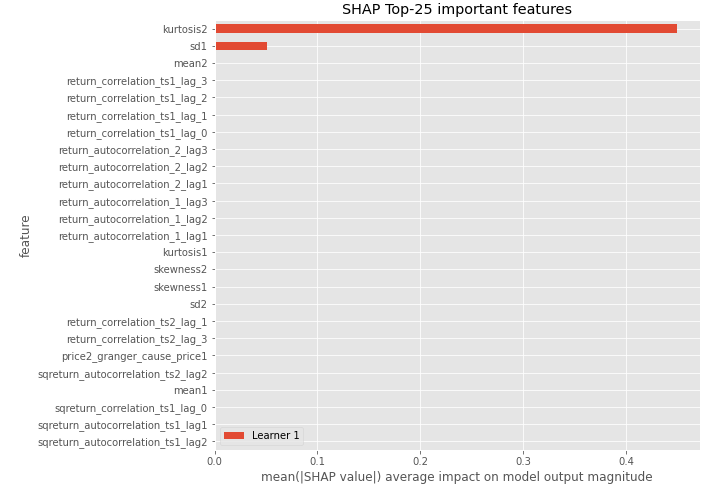 SHAP Top-25 important features
kurtosis2
sd1
mean2
return_correlation_ts1_lag_3
return_correlation_ts1_lag_2
return_correlation_ts1_lag_1
return_correlation_ts1_lag_0
return_autocorrelation_2_lag3
return_autocorrelation_2_lag2
return_autocorrelation_2_lag1
return_autocorrelation_1_lag3
return_autocorrelation_1_lag2
return_autocorrelation_1_lag1
kurtosis1
skewness2
skewness1
sd2
return_correlation_ts2_lag_1
return_correlation_ts2_lag_3
price2_granger_cause_price1
sqreturn_autocorrelation_ts2_lag2
mean1
sqreturn_correlation_ts1_lag_0
sqreturn_autocorrelation_ts1_lag1
sqreturn_autocorrelation_ts1_lag2
feature
Learner 1
0.0 0.1 0.2 0.3 0.4
mean(|SHAP value|) average impact on model output magnitude